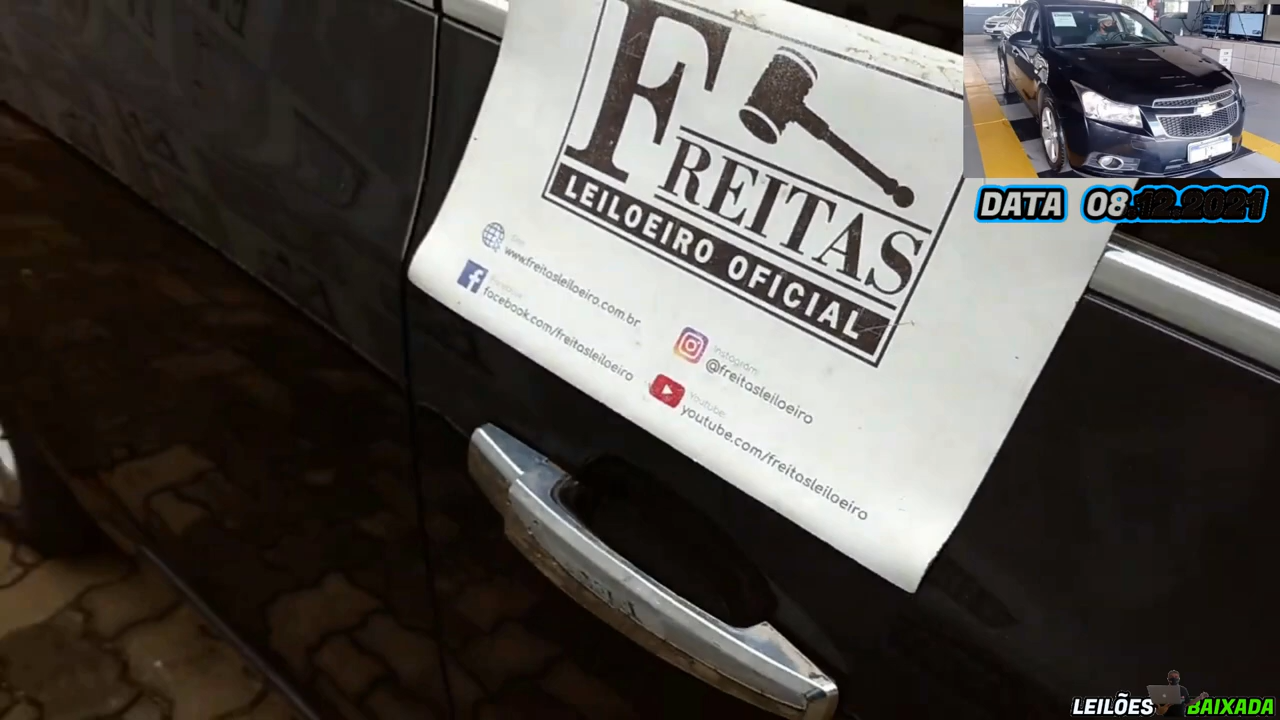 FREITAS
LEILOEIRO OFICIAL
Site:
www.freitasleiloeiro.com.br
facebook.com/freitasleiloeiro
Instagram:
@freitasleiloeiro
Youtube:
youtube.com/freitasleiloeiro
DATA 08.12.2021
LEILÕES BAIXADA